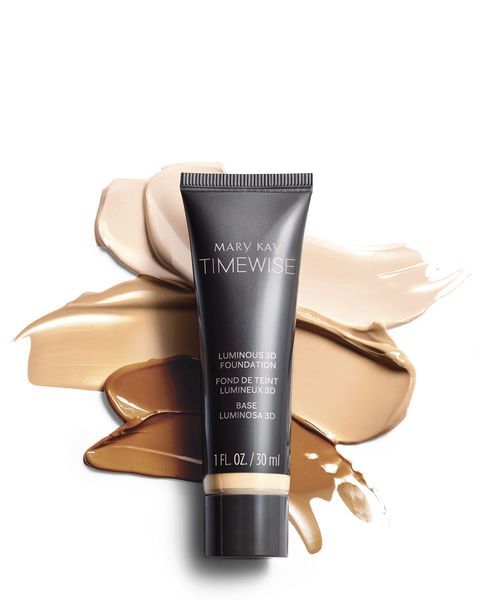 MARY KAY
TIMEWISE
LUMINOUS 3D
FOUNDATION
FOND DE TEINT
LUMINEUX 3D
BASE
LUMINOSA 3D
1 FL. OZ. / 30 ml